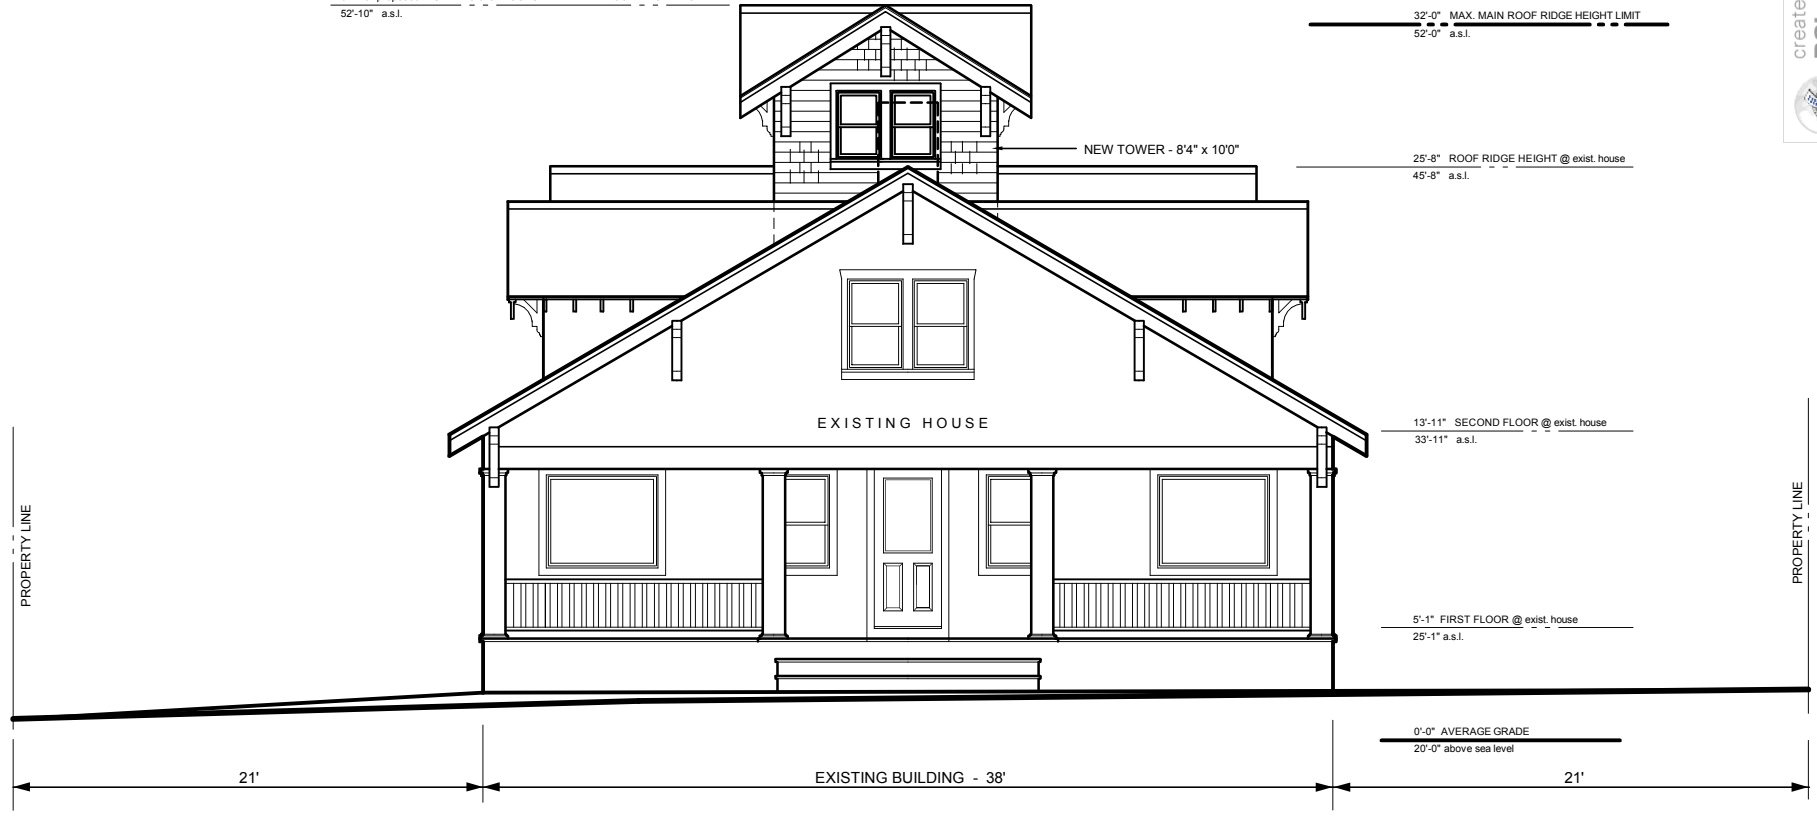 52'-10" a.s.l.
32'-0" MAX. MAIN ROOF RIDGE HEIGHT LIMIT
52'-0" a.s.l.
create
NEW TOWER - 8'4" x 10'0"
25'-8" ROOF RIDGE HEIGHT @ exist. house
45'-8" a.s.l.
EXISTING HOUSE
13'-11" SECOND FLOOR @ exist. house
33'-11" a.s.l.
PROPERTY LINE
PROPERTY LINE
5'-1" FIRST FLOOR @ exist. house
25'-1" a.s.l.
0'-0" AVERAGE GRADE
20'-0" above sea level
21'
EXISTING BUILDING - 38'
21'